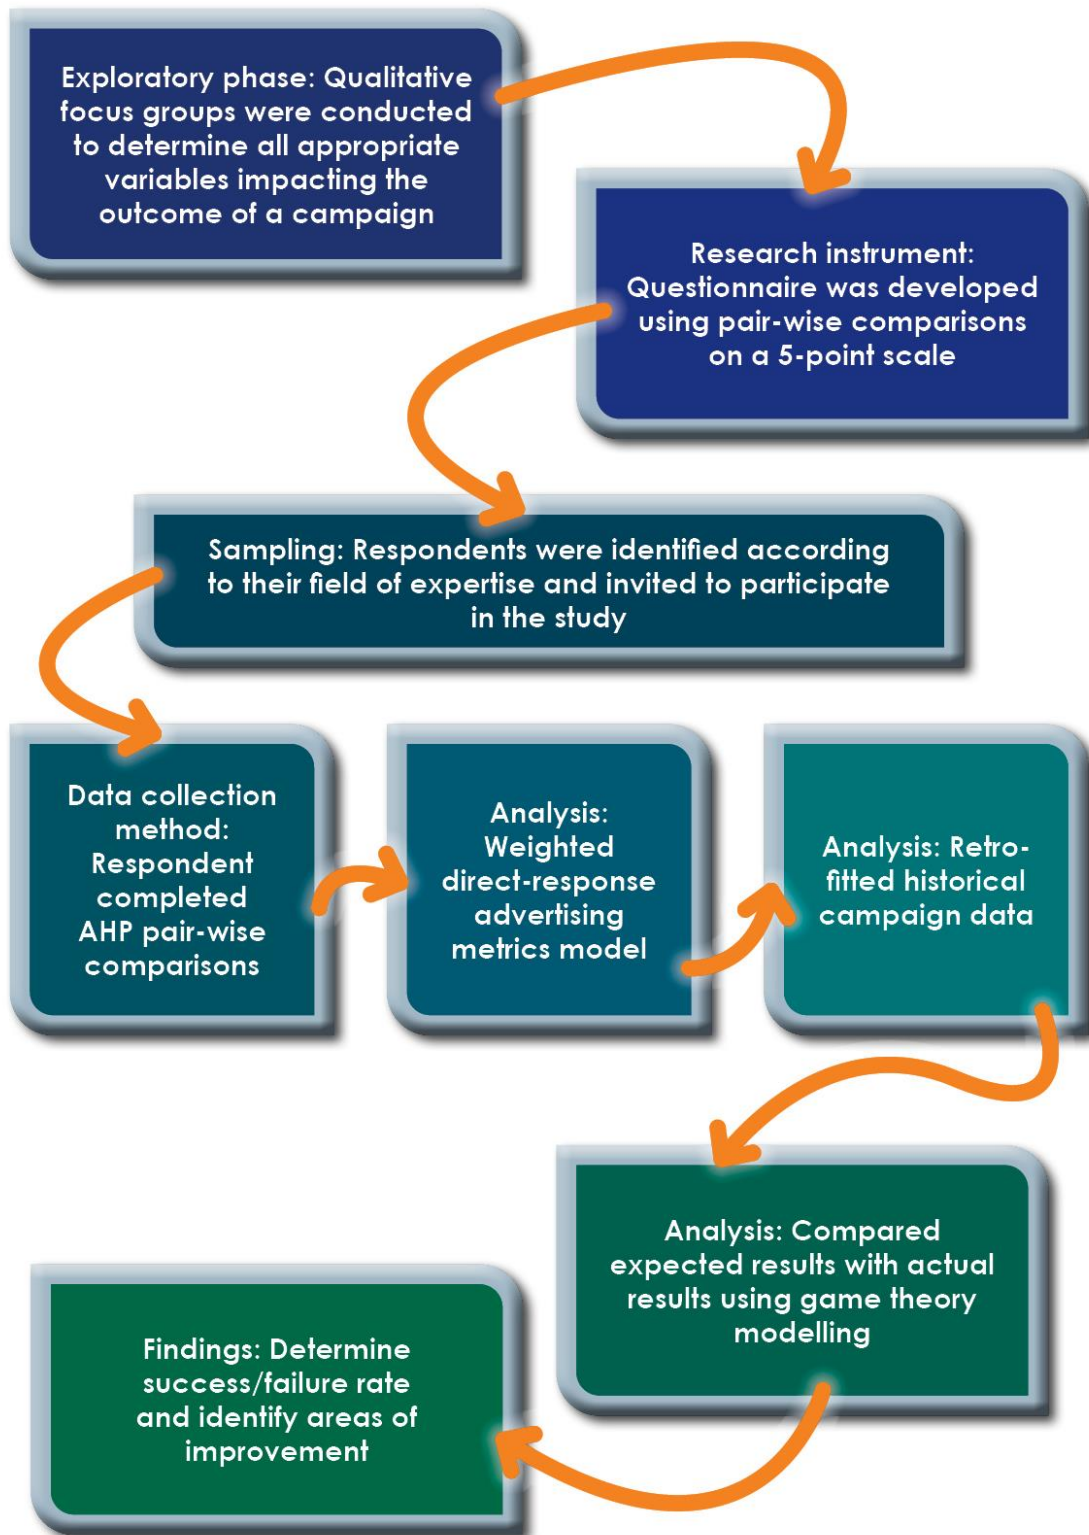 Exploratory phase: Qualitative
focus groups were conducted
to determine all appropriate
variables impacting the
outcome of a campaign
Research instrument:
Questionnaire was developed
using pair-wise comparisons
on a 5-point scale
Sampling: Respondents were identified according
to their field of expertise and invited to participate
in the study
Data collection
method:
Respondent
completed
AHP pair-wise
comparisons
Analysis:
Weighted
direct-response
advertising
metrics model
Analysis: Retro-
fitted historical
campaign data
Analysis: Compared
expected results with actual
results using game theory
modelling
Findings: Determine
success/failure rate
and identify areas of
improvement